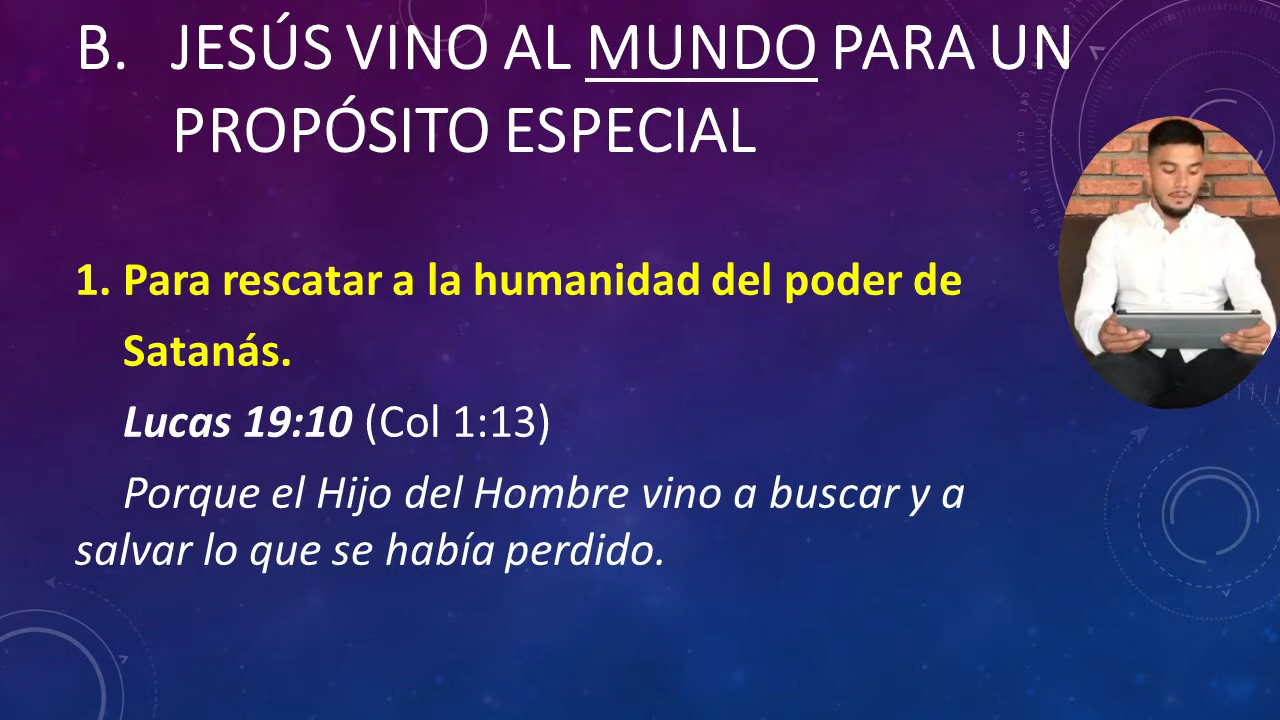 B. JESÚS VINO AL MUNDO PARA UN
PROPÓSITO ESPECIAL
1. Para rescatar a la humanidad del poder de
Satanás.
Lucas 19:10 (Col 1:13)
Porque el Hijo del Hombre vino a buscar y a
salvar lo que se había perdido.